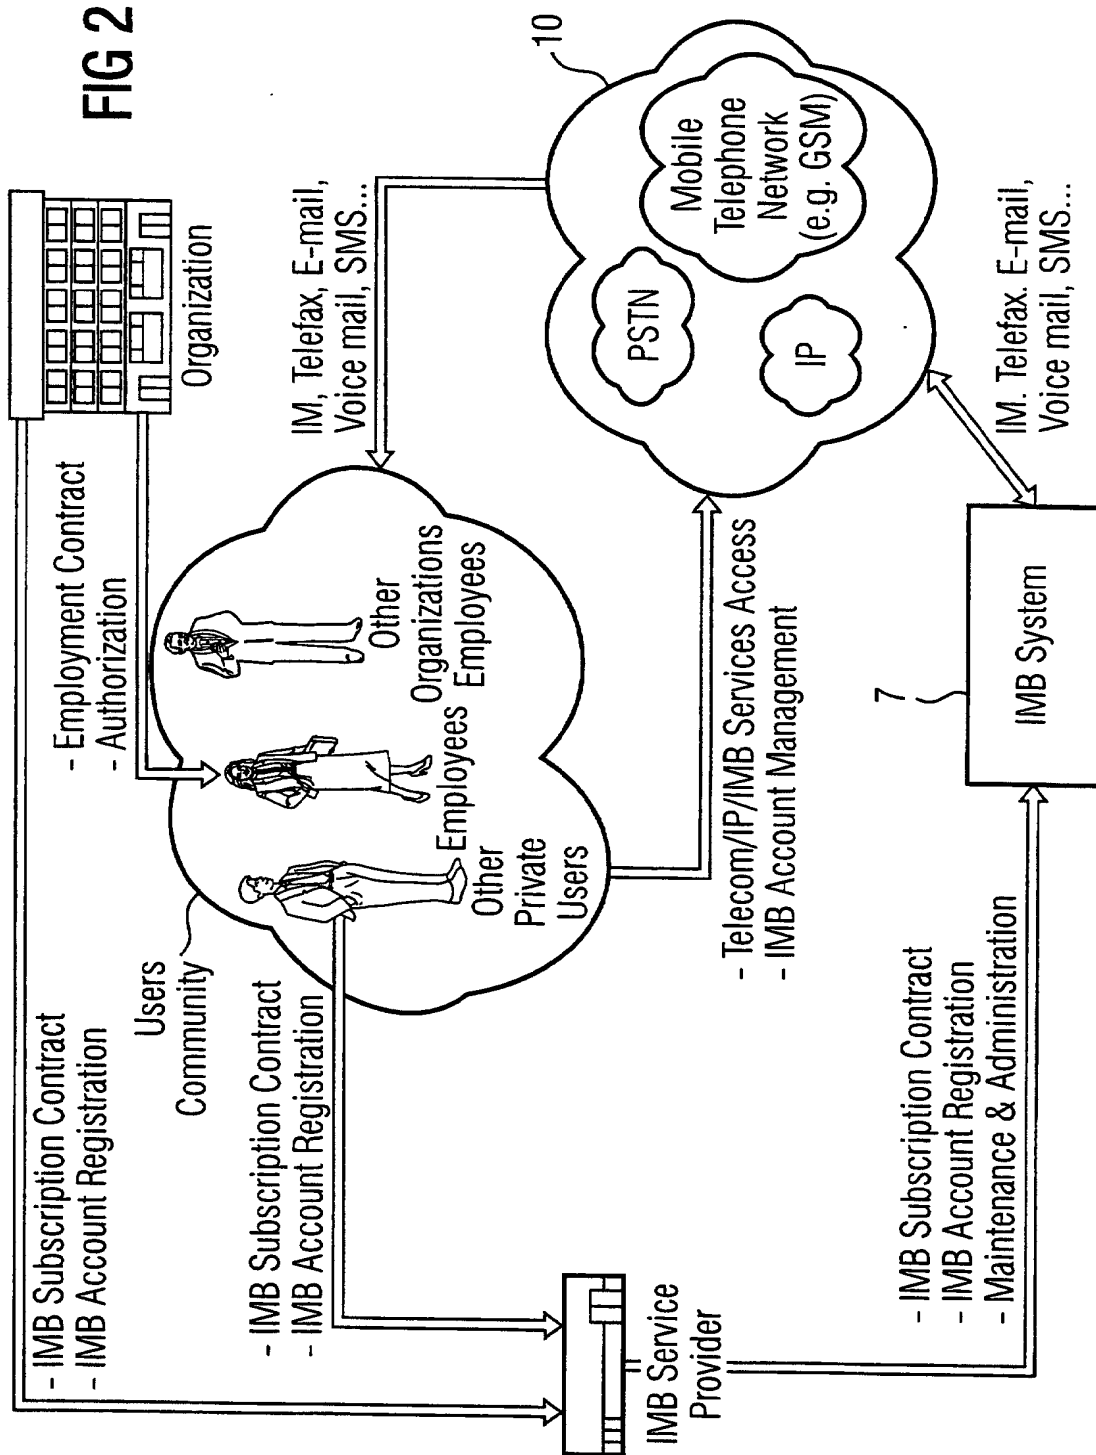 FIG 2
Organization
- IMB Subscription Contract
- IMB Account Registration
- Employment Contract
- Authorization
Users
Community
Other
Organizations
Employees
Employees
Other
Private
Users
- IMB Subscription Contract
- IMB Account Registration
IM, Telefax, E-mail,
Voice mail, SMS...
10
Mobile
Telephone
Network
(e.g. GSM)
PSTN
IP
- Telecom/IP/IMB Services Access
- IMB Account Management
IMB Service
Provider
- IMB Subscription Contract
- IMB Account Registration
- Maintenance & Administration
7
IMB System
IM. Telefax. E-mail,
Voice mail, SMS...